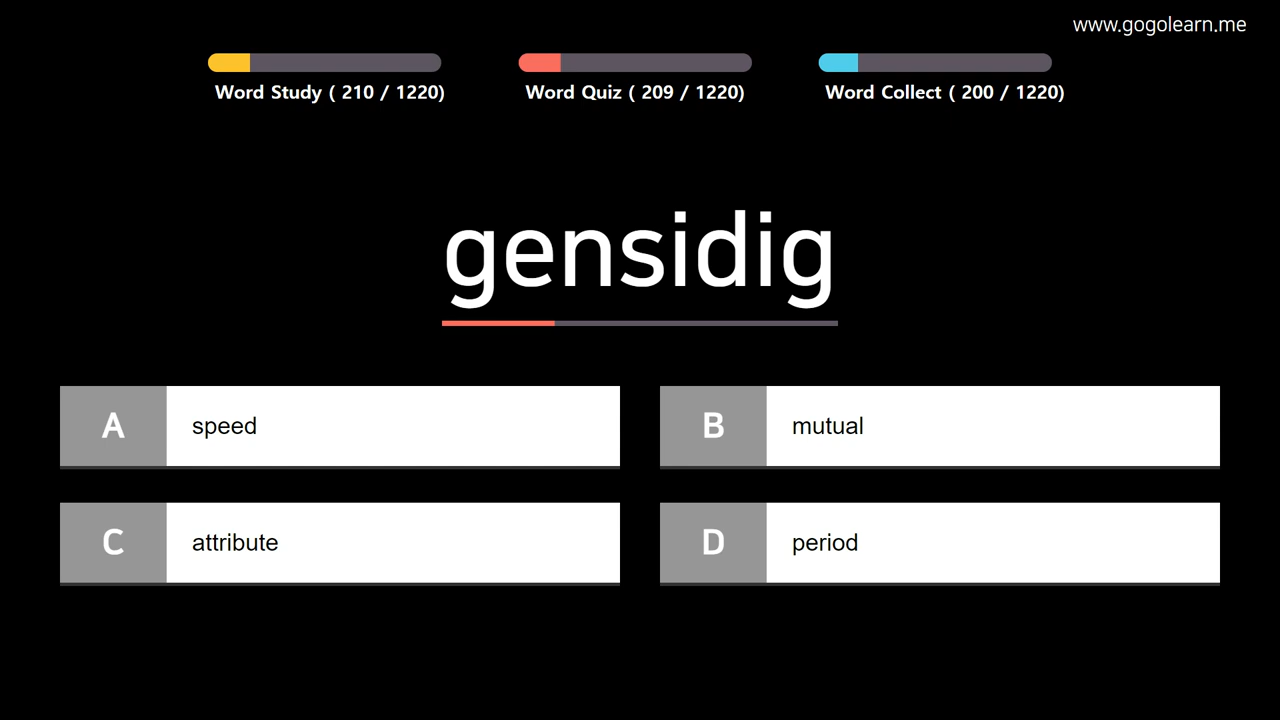 www.gogolearn.me
Word Study ( 210 / 1220)
Word Quiz ( 209 / 1220)
Word Collect ( 200 / 1220)
gensidig
A speed
B mutual
C attribute
D period